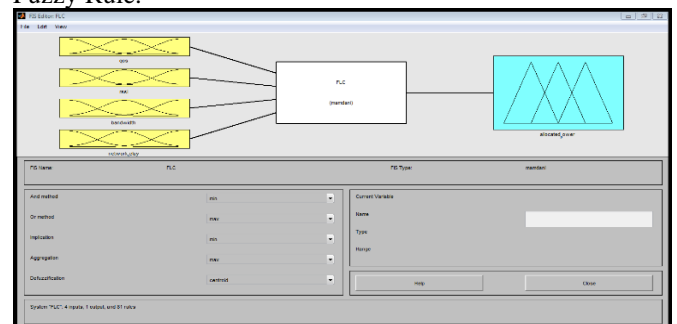 Fuzzy Rule:
FIS Editor: FLC
File Edit View
FLC
(mamdani)
bandwidth
allocated_power
FIS Name: FLC FIS Type: mamdani
And method min
Or method max
Implication min
Aggregation max
Defuzzification centroid
Current Variable
Name
Type
Range
Help Close
System "FLC": 4 inputs, 1 output, and 81 rules